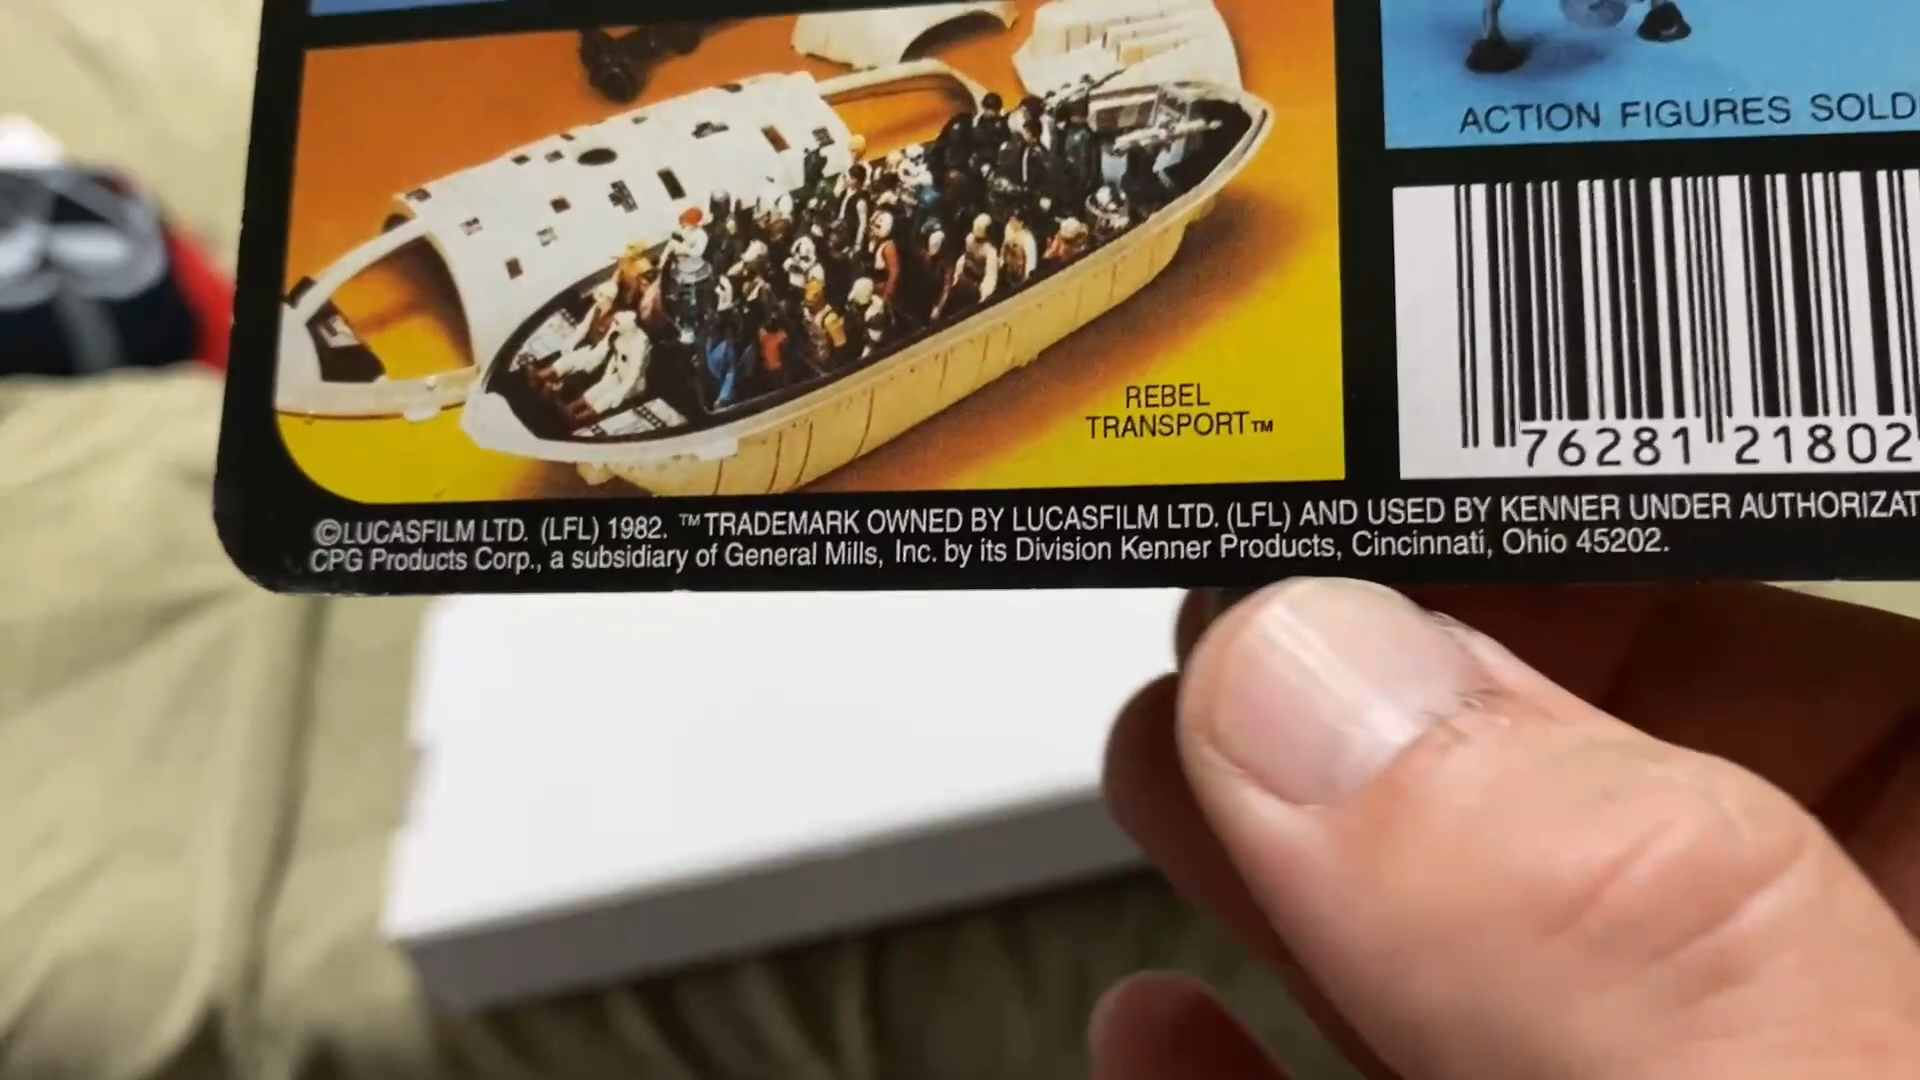 ACTION FIGURES SOLD
REBEL
TRANSPORT™
76281 21802
©LUCASFILM LTD. (LFL) 1982. ™TRADEMARK OWNED BY LUCASFILM LTD. (LFL) AND USED BY KENNER UNDER
CPG Products Corp., a subsidiary of General Mills, Inc. by its Division Kenner Products, Cincinnati, Ohio 45202.